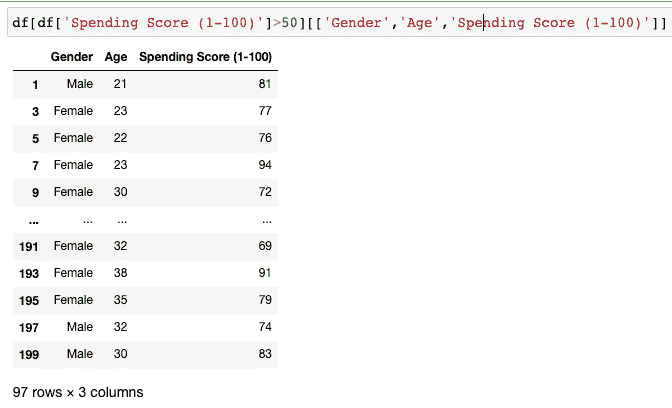 df[df['Spending Score (1-100)']>50][['Gender','Age','Spending Score (1-100)']]
Gender Age Spending Score (1-100)
1 Male 21 81
3 Female 23 77
5 Female 22 76
7 Female 23 94
9 Female 30 72
... ... ... ...
191 Female 32 69
193 Female 38 91
195 Female 35 79
197 Male 32 74
199 Male 30 83
97 rows × 3 columns